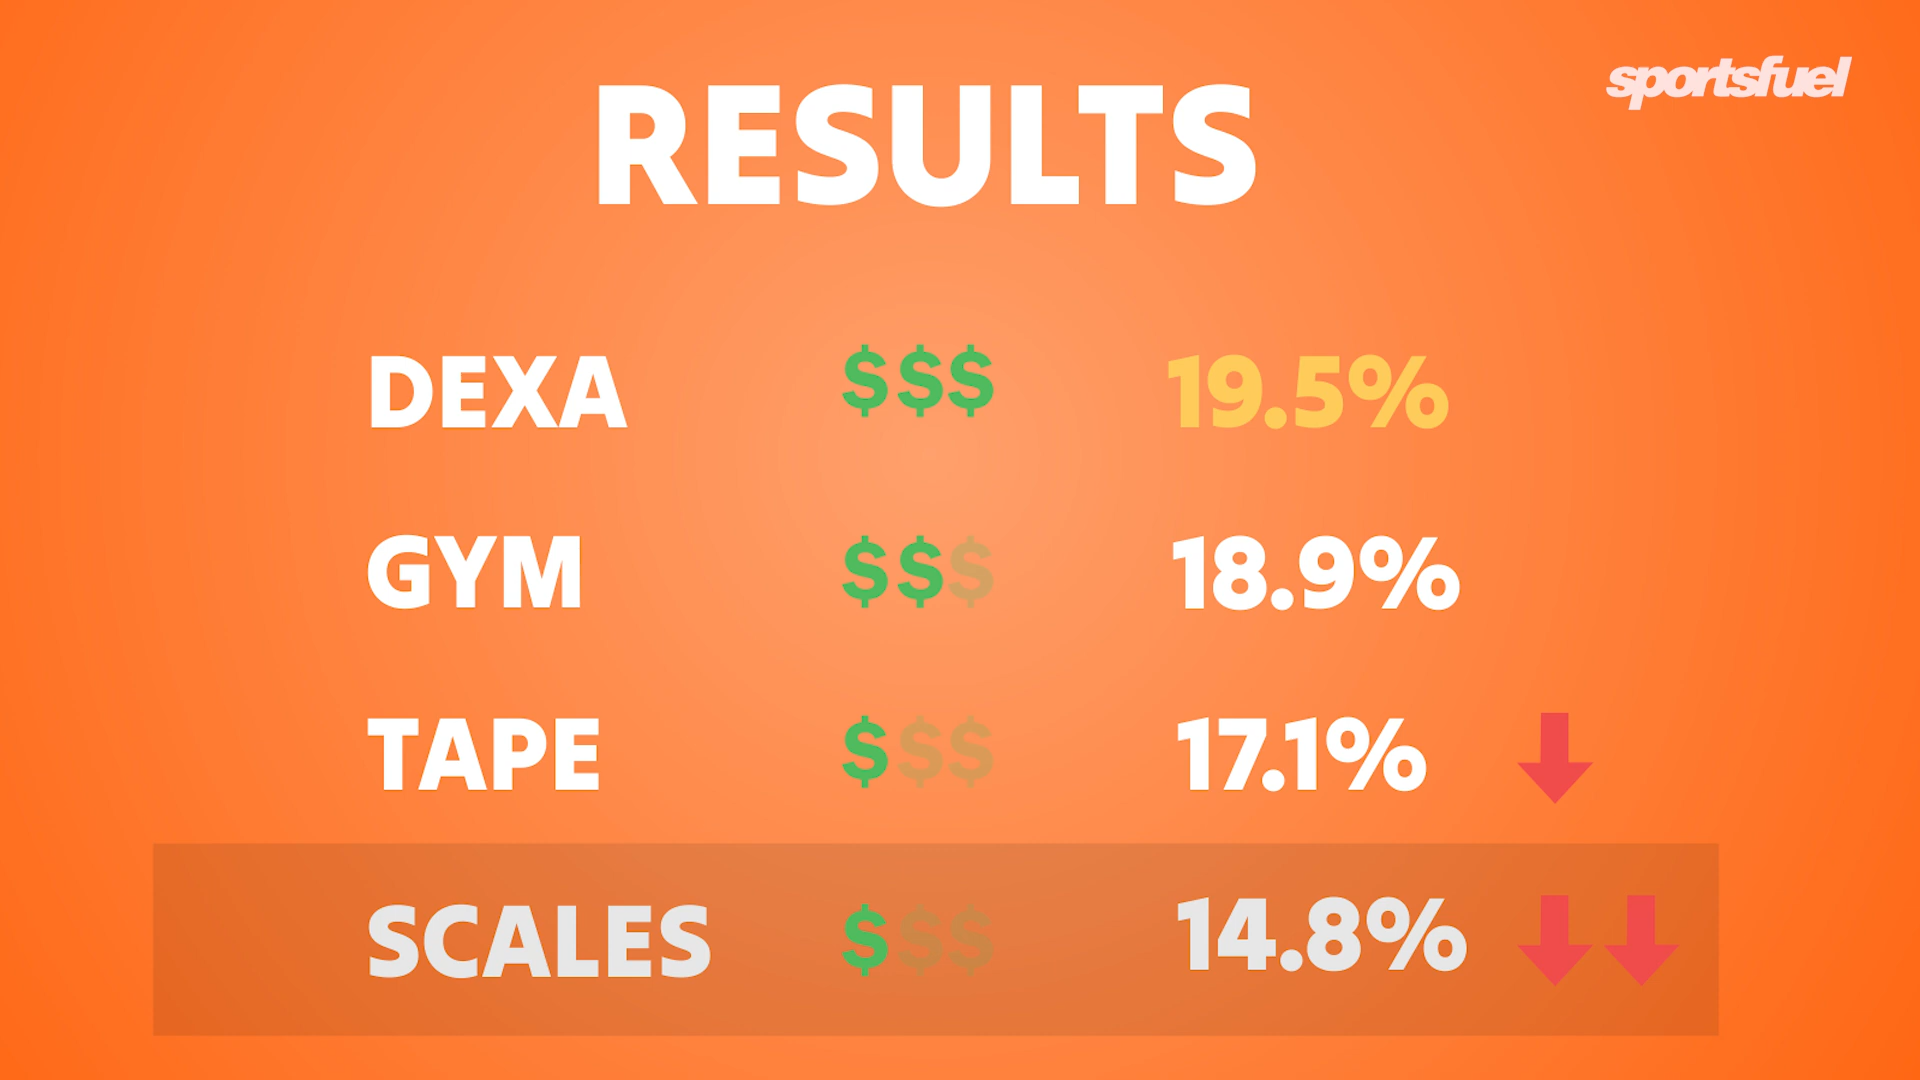 sportsfuel
RESULTS
DEXA $$$ 19.5%
GYM $$$ 18.9%
TAPE $$$ 17.1%
SCALES $$$ 14.8%